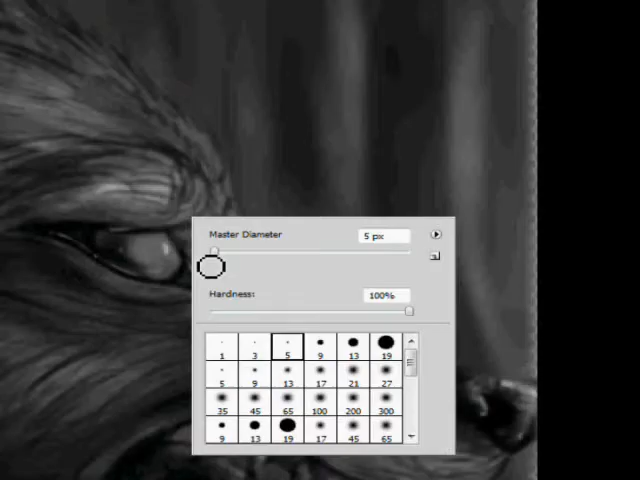 Master Diameter 5 px
Hardness: 100%
1 3 5 9 13 19
5 9 13 17 21 27
35 45 65 100 200 300
9 13 19 17 45 65